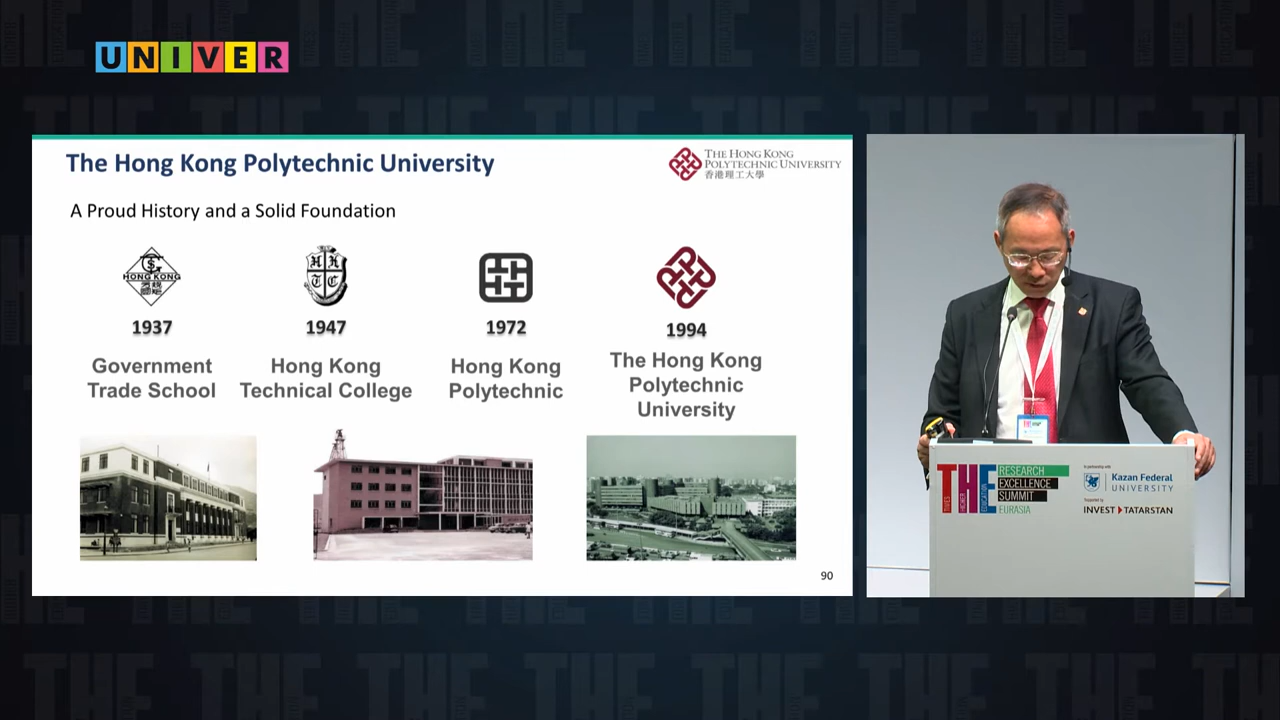 UNIVER
The Hong Kong Polytechnic University
THE HONG KONG
POLYTECHNIC UNIVERSITY
香港理工大學
A Proud History and a Solid Foundation
HONG KONG
H K
T C
1937
1947
1972
1994
Government
Trade School
Hong Kong
Technical College
Hong Kong
Polytechnic
The Hong Kong
Polytechnic
University
90
THE
TIMES
HIGHER
EDUCATION
RESEARCH
EXCELLENCE
SUMMIT
EURASIA
In partnership with
Kazan Federal
UNIVERSITY
Supported by
INVEST TATARSTAN